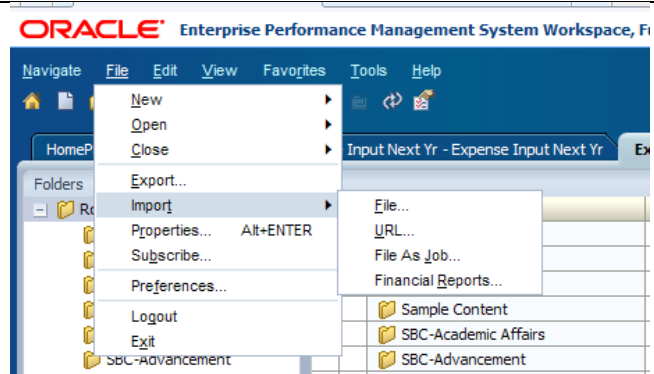 ORACLE Enterprise Performance Management System Workspace, Fu
Navigate File Edit View Favorites Tools Help
HomeP Input Next Yr - Expense Input Next Yr Ex
New
Open
Close
Export...
Import
Properties... Alt+ENTER
Subscribe...
Preferences...
Logout
Exit
File...
URL...
File As Job...
Financial Reports...
Folders
Ro
SBC-Advancement
Sample Content
SBC-Academic Affairs
SBC-Advancement